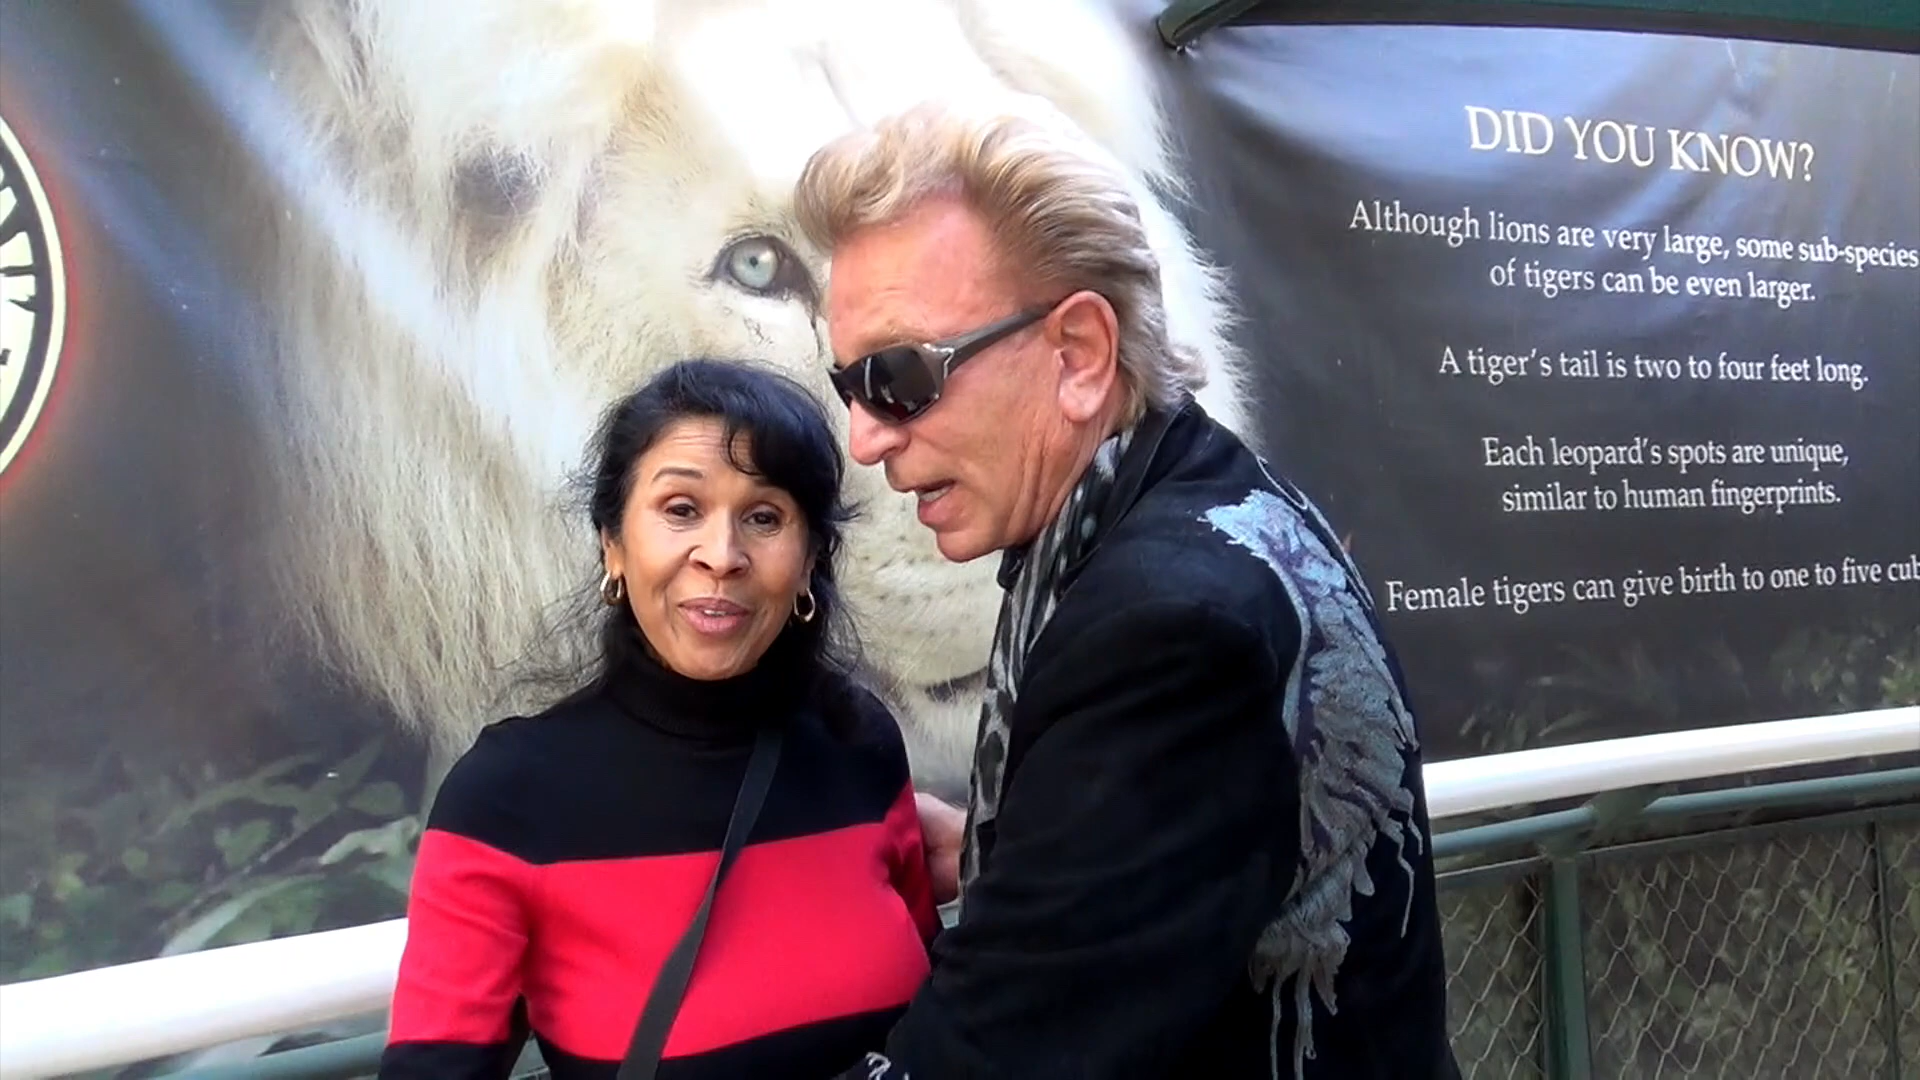 DID YOU KNOW?
Although lions are very large, some sub-species
of tigers can be even larger.
A tiger's tail is two to four feet long.
Each leopard's spots are unique,
similar to human fingerprints.
Female tigers can give birth to one to five cub